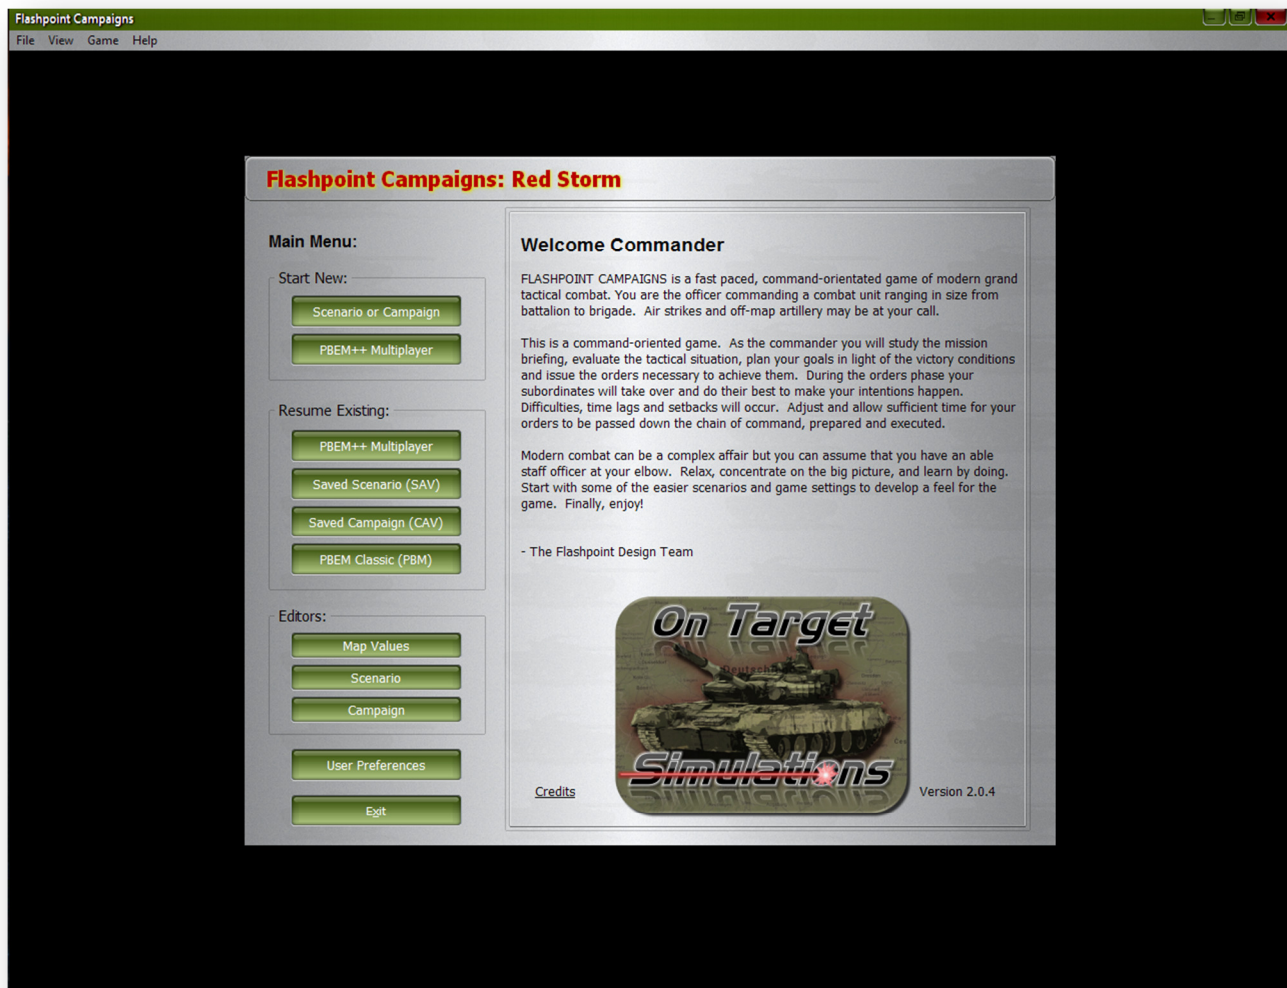 Flashpoint Campaigns
File View Game Help
Flashpoint Campaigns: Red Storm
Main Menu:
Start New:
Scenario or Campaign
PBEM++ Multiplayer
Resume Existing:
PBEM++ Multiplayer
Saved Scenario (SAV)
Saved Campaign (CAV)
PBEM Classic (PBM)
Editors:
Map Values
Scenario
Campaign
User Preferences
Exit
Welcome Commander
FLASHPOINT CAMPAIGNS is a fast paced, command-orientated game of modern grand
tactical combat. You are the officer commanding a combat unit ranging in size from
battalion to brigade.  Air strikes and off-map artillery may be at your call.
This is a command-oriented game.  As the commander you will study the mission
briefing, evaluate the tactical situation, plan your goals in light of the victory conditions
and issue the orders necessary to achieve them.  During the orders phase your
subordinates will take over and do their best to make your intentions happen.
Difficulties, time lags and setbacks will occur.  Adjust and allow sufficient time for your
orders to be passed down the chain of command, prepared and executed.
Modern combat can be a complex affair but you can assume that you have an able
staff officer at your elbow.  Relax, concentrate on the big picture, and learn by doing.
Start with some of the easier scenarios and game settings to develop a feel for the
game.  Finally, enjoy!
- The Flashpoint Design Team
On Target
Simulations
Credits
Version 2.0.4